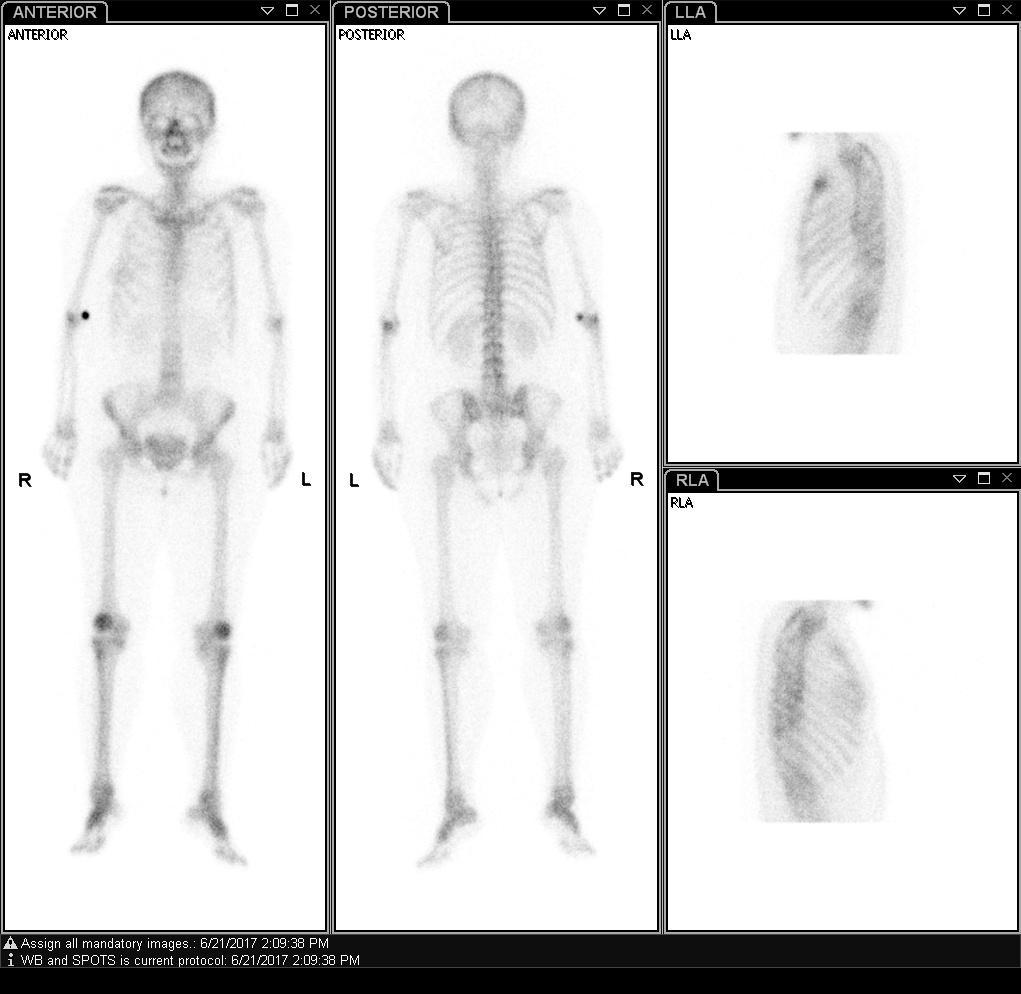 ANTERIOR
ANTERIOR
R
L
POSTERIOR
POSTERIOR
L
R
LLA
LLA
RLA
RLA
Assign all mandatory images.: 6/21/2017 2:09:38 PM
WB and SPOTS is current protocol: 6/21/2017 2:09:38 PM